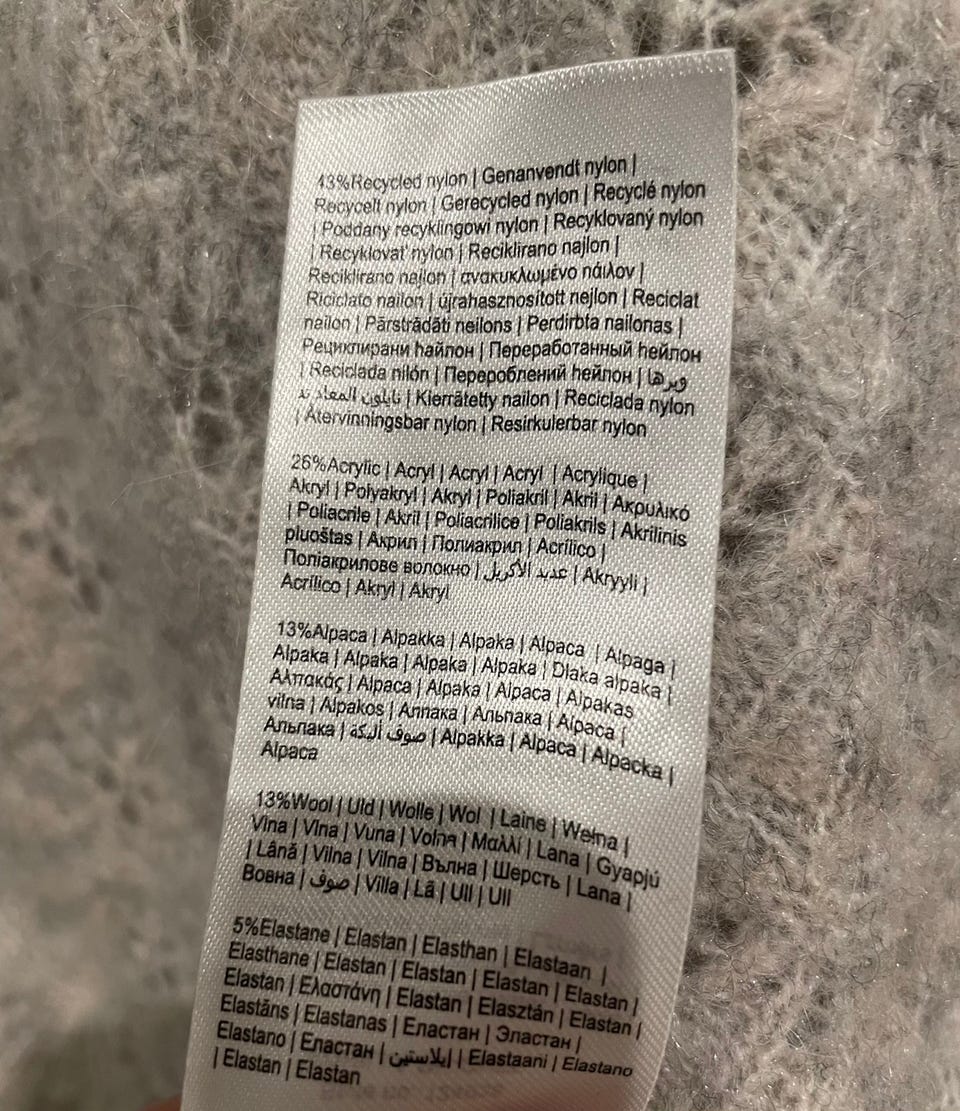 43%Recycled nylon | Genanvendt nylon |
Recycelt nylon | Gerecycled nylon | Recyclé nylon
| Poddany recyklingowi nylon | Recyklovaný nylon
| Recyklovat' nylon | Reciklirano najlon |
Reciklirano najlon | ανακυκλωμένο νάιλον |
Riciclato nailon | újrahasznosított nejlon | Reciclat
nailon | Pārstrādāti neilons | Perdirbta nailonas |
Рециклирани найлон | Переработанный нейлон
| Reciclada nilón | Перероблений нейлон |
نايلون المعاد | Kierrätetty nailon | Reciclada nylon
| Återvinningsbar nylon | Resirkulerbar nylon
26%Acrylic | Acryl | Acryl | Acryl | Acrylique |
Akryl | Polyakryl | Akryl | Poliakril | Akril | Ακρυλικό
| Poliacrile | Akril | Poliacrilice | Poliakrils | Akrilinis
pluoštas | Акрил | Полиакрил | Acrílico |
Поліакрилове волокно | عديد الأكريل | Akryyli |
Acrílico | Akryl | Akryl
13%Alpaca | Alpakka | Alpaka | Alpaca | Alpaga |
Alpaka | Alpaka | Alpaka | Alpaka | Dlaka alpaka |
Αλπακάς | Alpaca | Alpaka | Alpaca | Alpakas
vilna | Alpakos | Алпака | Альпака | Alpaca |
Альпака | صوف ألبكة | Alpakka | Alpaca | Alpacka |
Alpaca
13%Wool | Uld | Wolle | Wol | Laine | Wełna |
Vlna | Vlna | Vuna | Volna | Μαλλί | Lana | Gyapjú
| Lână | Vilna | Vilna | Вълна | Шерсть | Lana |
Вовна | صوف | Villa | Lã | Ull | Ull
5%Elastane | Elastan | Elasthan | Elastaan |
Elasthane | Elastan | Elastan | Elastan | Elastan |
Elastan | Ελαστάνη | Elastan | Elasztán | Elastan |
Elastāns | Elastanas | Еластан | Эластан |
Elastano | Еластан | إيلاستين | Elastaani | Elastano
| Elastan | Elastan